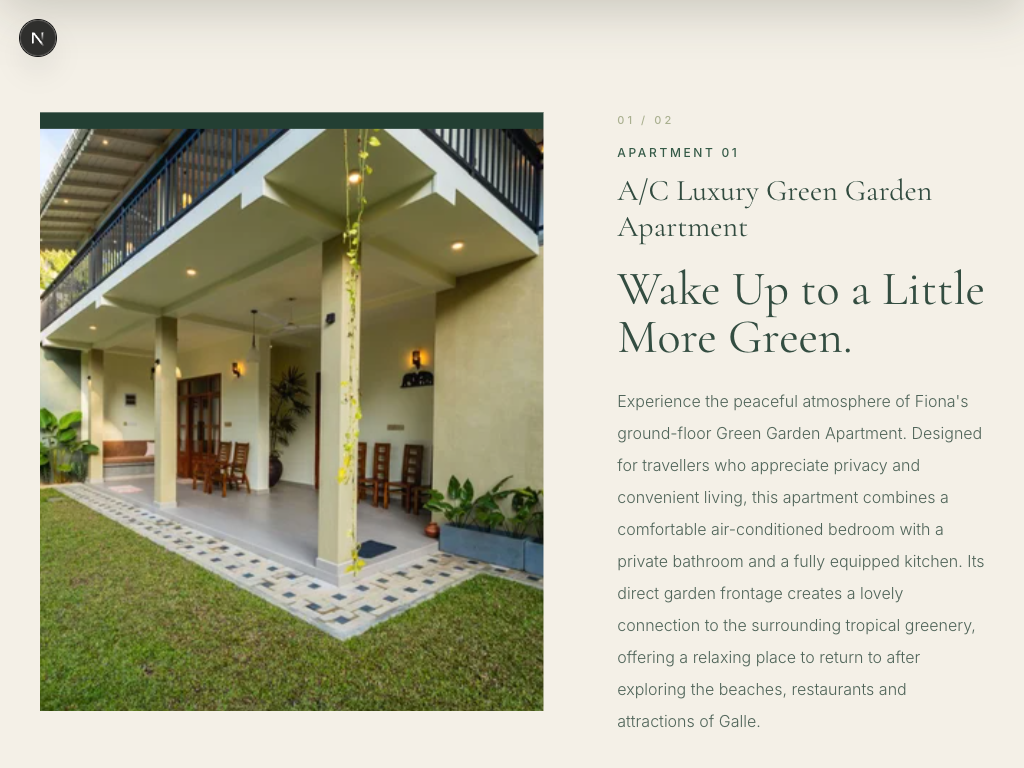 N
01 / 02
APARTMENT 01
A/C Luxury Green Garden
Apartment
Wake Up to a Little
More Green.
Experience the peaceful atmosphere of Fiona's
ground-floor Green Garden Apartment. Designed
for travellers who appreciate privacy and
convenient living, this apartment combines a
comfortable air-conditioned bedroom with a
private bathroom and a fully equipped kitchen. Its
direct garden frontage creates a lovely
connection to the surrounding tropical greenery,
offering a relaxing place to return to after
exploring the beaches, restaurants and
attractions of Galle.